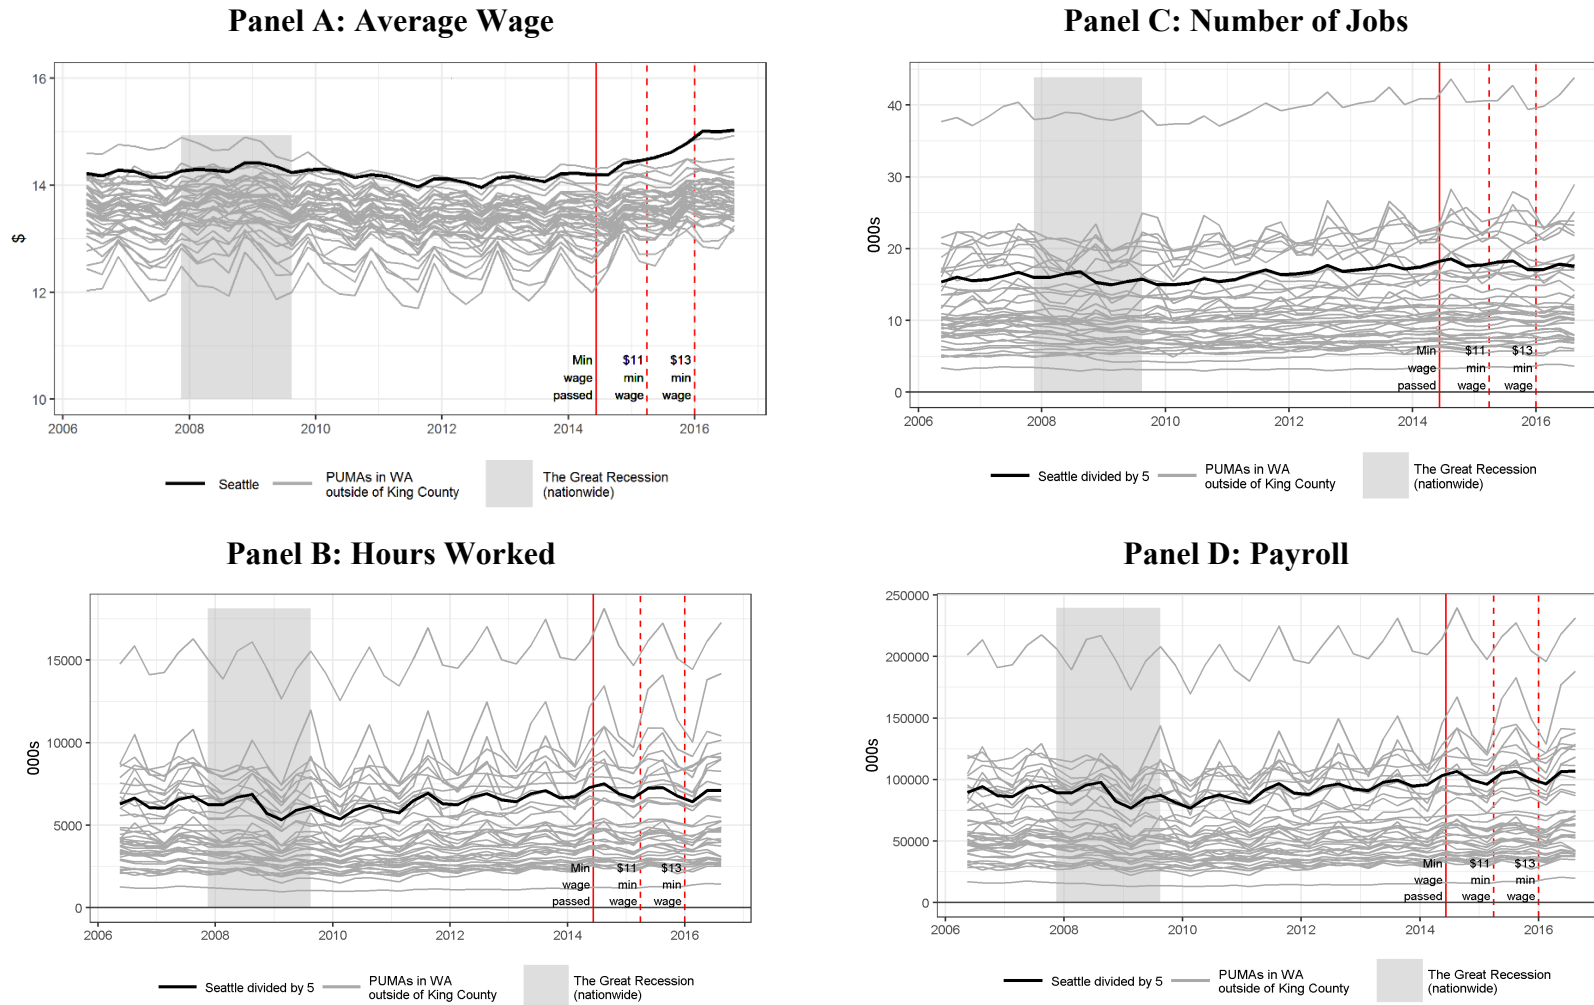 Panel A: Average Wage
$
16
14
12
10
Min wage passed
$11 min wage
$13 min wage
2006 2008 2010 2012 2014 2016
Seattle
PUMAs in WA
outside of King County
The Great Recession
(nationwide)
Panel C: Number of Jobs
000s
40
30
20
10
0
Min wage passed
$11 min wage
$13 min wage
2006 2008 2010 2012 2014 2016
Seattle divided by 5
PUMAs in WA
outside of King County
The Great Recession
(nationwide)
Panel B: Hours Worked
000s
15000
10000
5000
0
Min wage passed
$11 min wage
$13 min wage
2006 2008 2010 2012 2014 2016
Seattle divided by 5
PUMAs in WA
outside of King County
The Great Recession
(nationwide)
Panel D: Payroll
000s
250000
200000
150000
100000
50000
0
Min wage passed
$11 min wage
$13 min wage
2006 2008 2010 2012 2014 2016
Seattle divided by 5
PUMAs in WA
outside of King County
The Great Recession
(nationwide)